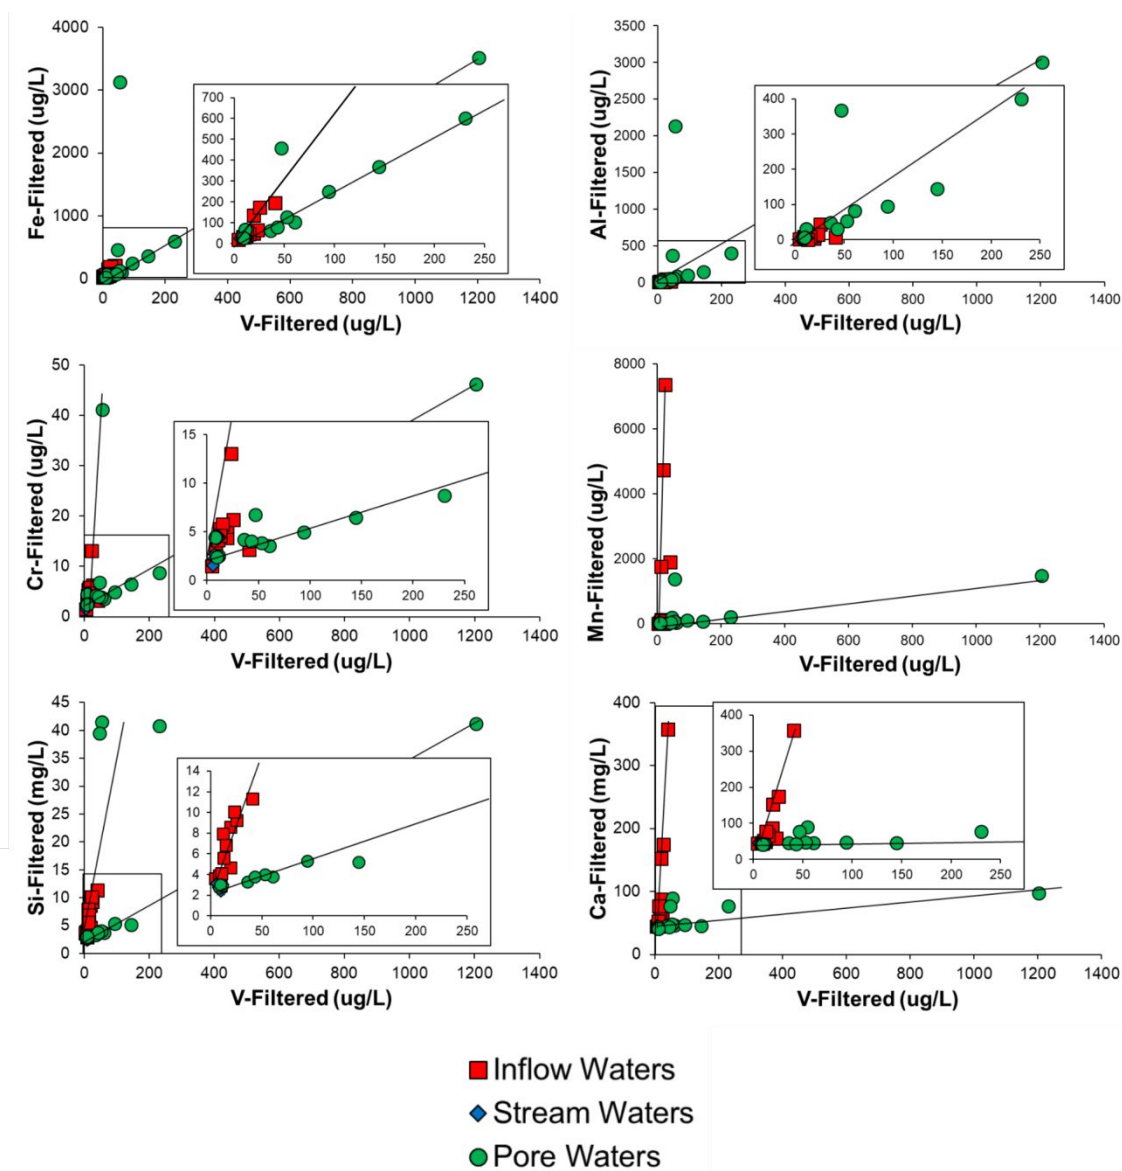 Fe-Filtered (ug/L)
4000
3000
2000
1000
0
0 200 400 600 800 1000 1200 1400
V-Filtered (ug/L)
700
600
500
400
300
200
100
0
0 50 100 150 200 250
Al-Filtered (ug/L)
3500
3000
2500
2000
1500
1000
500
0
0 200 400 600 800 1000 1200 1400
V-Filtered (ug/L)
400
300
200
100
0
0 50 100 150 200 250
Cr-Filtered (ug/L)
50
40
30
20
10
0
0 200 400 600 800 1000 1200 1400
V-Filtered (ug/L)
15
10
5
0
0 50 100 150 200 250
Mn-Filtered (ug/L)
8000
6000
4000
2000
0
0 200 400 600 800 1000 1200 1400
V-Filtered (ug/L)
Si-Filtered (mg/L)
45
40
35
30
25
20
15
10
5
0
0 200 400 600 800 1000 1200 1400
V-Filtered (ug/L)
14
12
10
8
6
4
2
0
0 50 100 150 200 250
Ca-Filtered (mg/L)
400
300
200
100
0
0 200 400 600 800 1000 1200 1400
V-Filtered (ug/L)
400
300
200
100
0
0 50 100 150 200 250
Inflow Waters
Stream Waters
Pore Waters